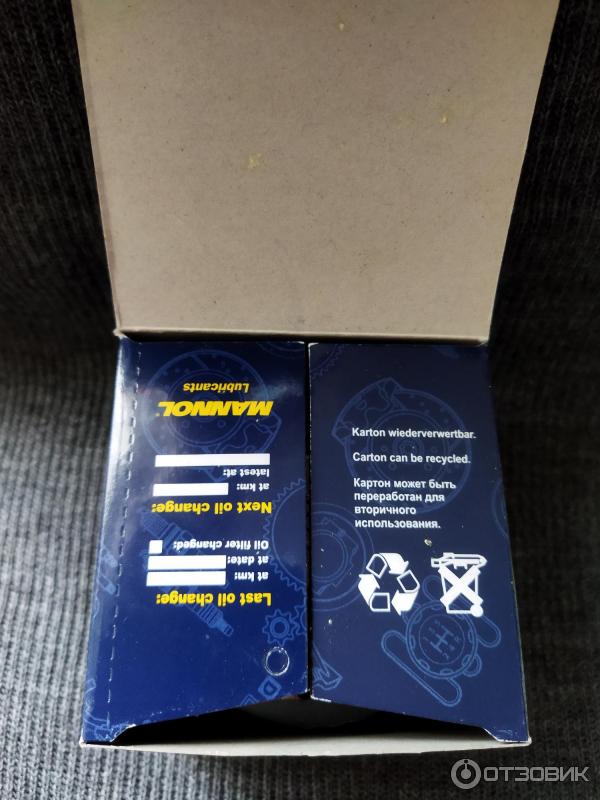 Last oil change:
at km:
at date:
Oil filter changed:
Next oil change:
at km:
latest at:
MANNOL®
Lubricants
Karton wiederverwertbar.
Carton can be recycled.
Картон может быть
переработан для
вторичного
использования.
ОТЗОВИК